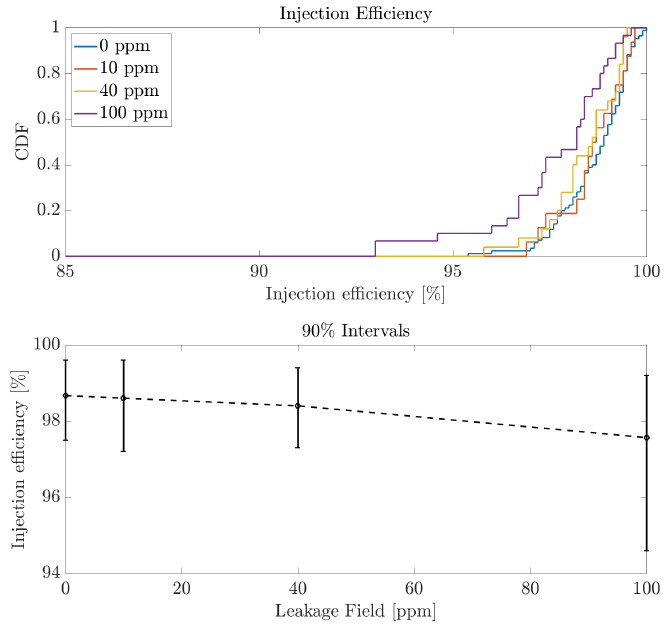 Injection Efficiency
1
0.8
0.6
0.4
0.2
0
CDF
0 ppm
10 ppm
40 ppm
100 ppm
85
90
95
100
Injection efficiency [%]
90% Intervals
100
98
96
94
Injection efficiency [%]
0
20
40
60
80
100
Leakage Field [ppm]